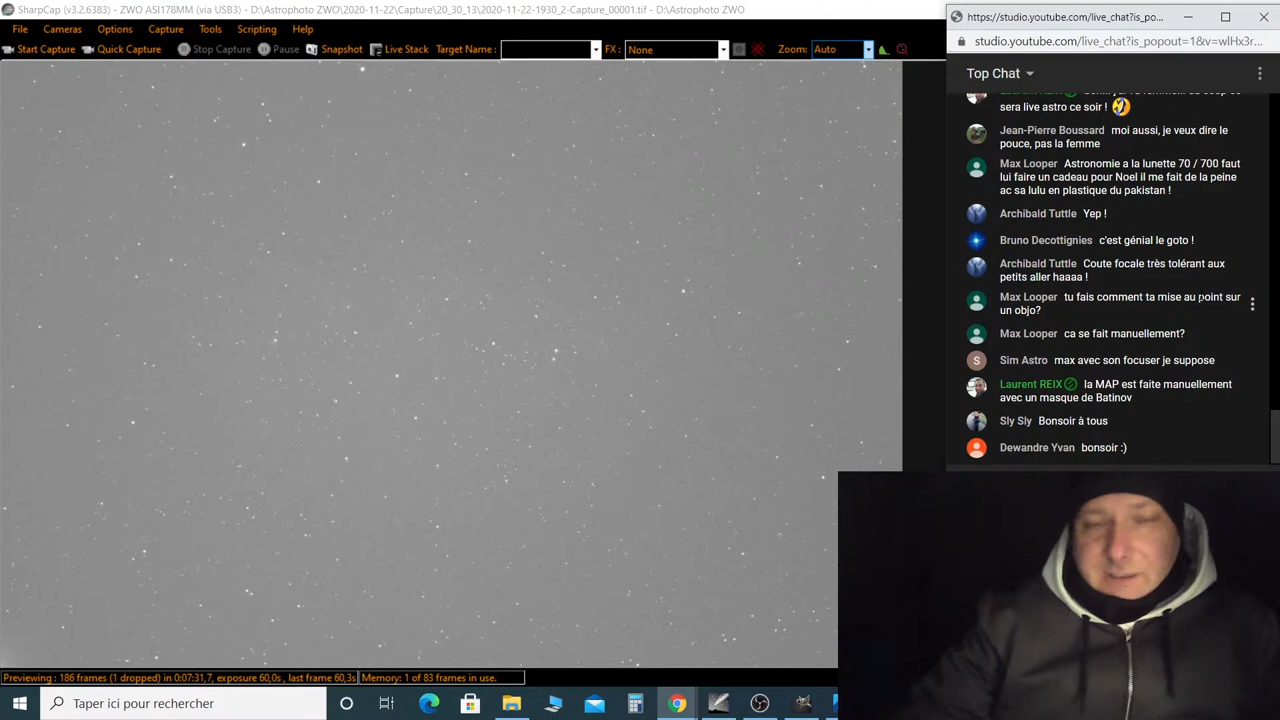 SharpCap (v3.2.6383) - ZWO ASI178MM (via USB3) - D:\Astrophoto ZWO\2020-11-22\Capture\20_30_13\2020-11-22-1930_2-Capture_00001.tif - D:\Astrophoto ZWO
File Cameras Options Capture Tools Scripting Help
Start Capture Quick Capture Stop Capture Pause Snapshot Live Stack Target Name : FX : None Zoom: Auto
https://studio.youtube.com/live_chat?is_po...
studio.youtube.com/live_chat?is_popout=1&v=wlHx3r...
Top Chat
sera live astro ce soir !
Jean-Pierre Boussard moi aussi, je veux dire le
pouce, pas la femme
Max Looper Astronomie a la lunette 70 / 700 faut
lui faire un cadeau pour Noel il me fait de la peine
ac sa lulu en plastique du pakistan !
Archibald Tuttle Yep !
Bruno Decottignies c'est génial le goto !
Archibald Tuttle Coute focale très tolérant aux
petits aller haaaa !
Max Looper tu fais comment ta mise au point sur
un objo?
Max Looper ca se fait manuellement?
Sim Astro max avec son focuser je suppose
Laurent REIX la MAP est faite manuellement
avec un masque de Batinov
Sly Sly Bonsoir à tous
Dewandre Yvan bonsoir :)
S
Previewing : 186 frames (1 dropped) in 0:07:31,7, exposure 60,0s , last frame 60,3s Memory: 1 of 83 frames in use.
Taper ici pour rechercher